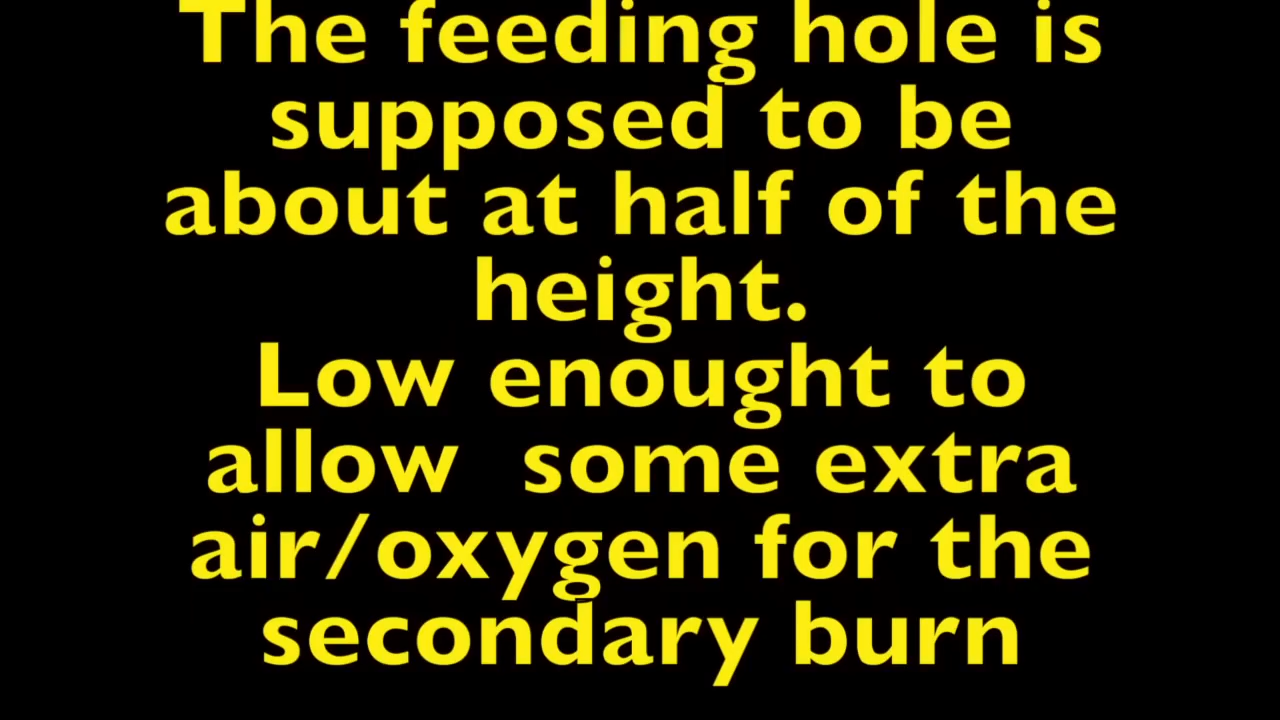 The feeding hole is
supposed to be
about at half of the
height.
Low enought to
allow  some extra
air/oxygen for the
secondary burn